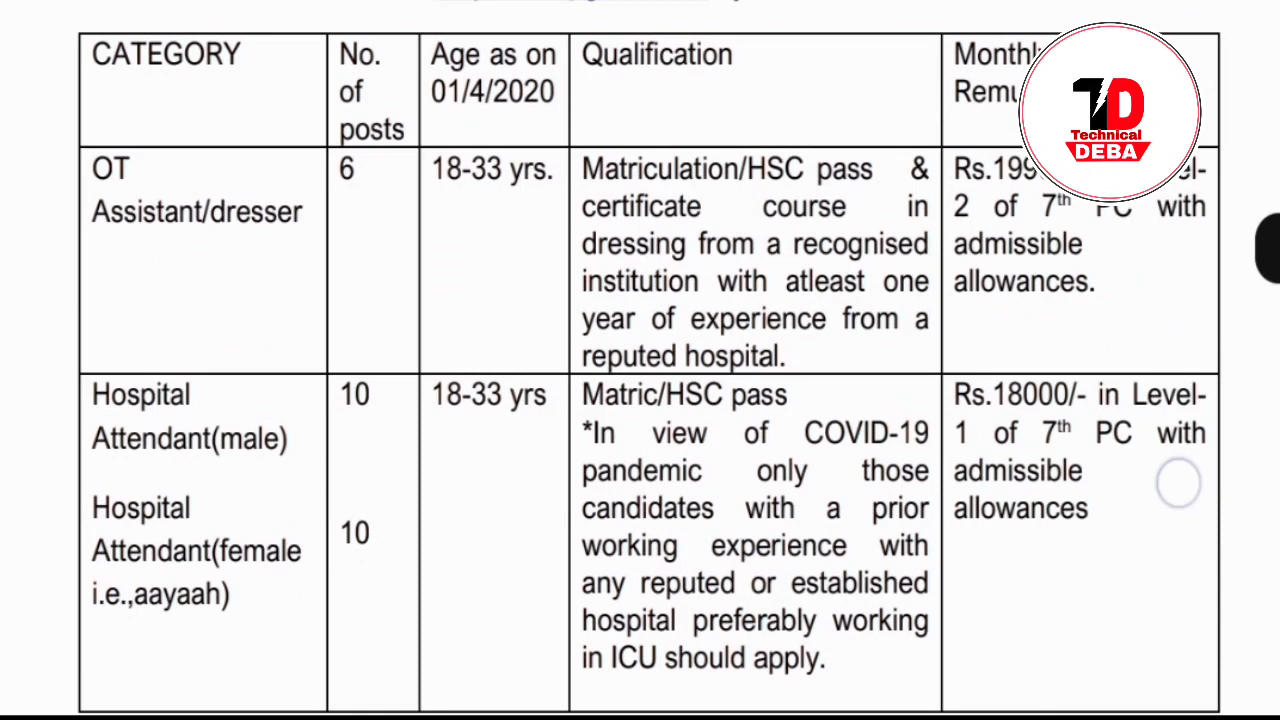 CATEGORY
No.
of
posts
Age as on
01/4/2020
Qualification
OT
Assistant/dresser
6
18-33 yrs.
Matriculation/HSC pass &
certificate course in
dressing from a recognised
institution with atleast one
year of experience from a
reputed hospital.
2 of 7th PC with
admissible
allowances.
Hospital
Attendant(male)
Hospital
Attendant(female
i.e.,aayaah)
10
10
18-33 yrs
Matric/HSC pass
*In view of COVID-19
pandemic only those
candidates with a prior
working experience with
any reputed or established
hospital preferably working
in ICU should apply.
Rs.18000/- in Level-
1 of 7th PC with
admissible
allowances
TD
Technical
DEBA